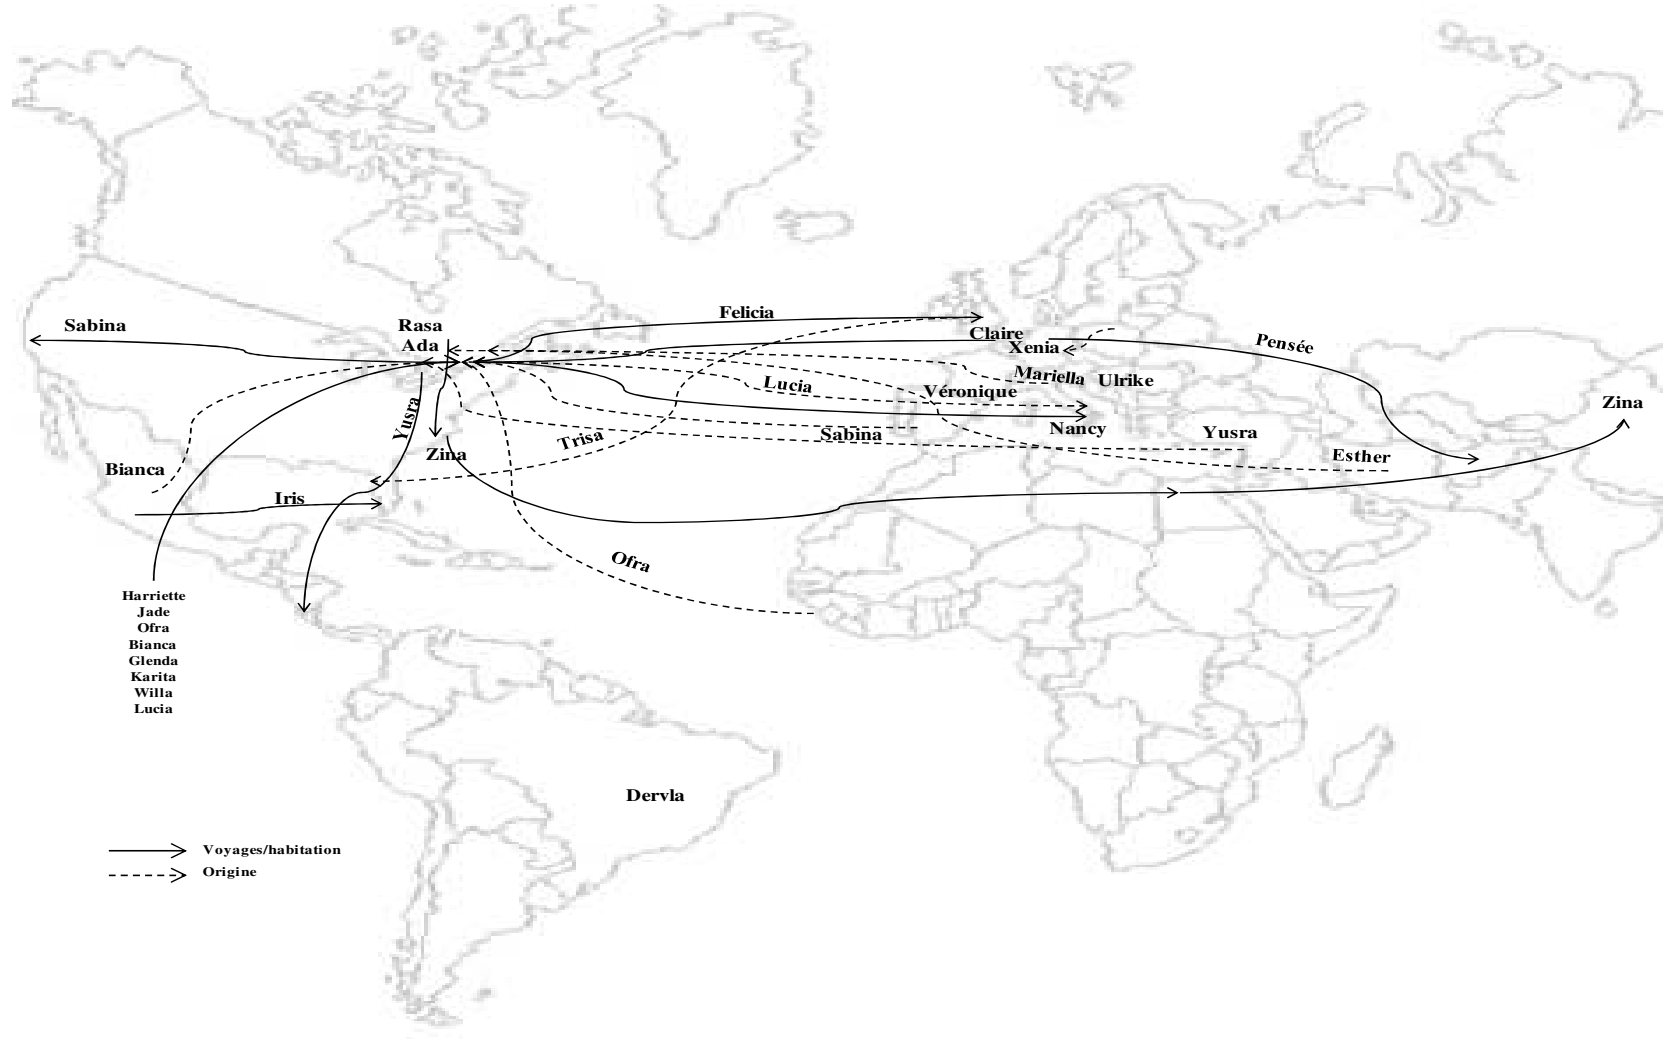 Felicia
Sabina
Rasa
Claire
Ada
Xenia
Pensée
Mariella
Ulrike
Lucia
Véronique
Zina
Yusra
Nancy
Yusra
Sabina
Trisa
Zina
Esther
Bianca
Iris
Ofra
Harriette
Jade
Ofra
Bianca
Glenda
Karita
Willa
Lucia
Dervla
Voyages/habitation
Origine